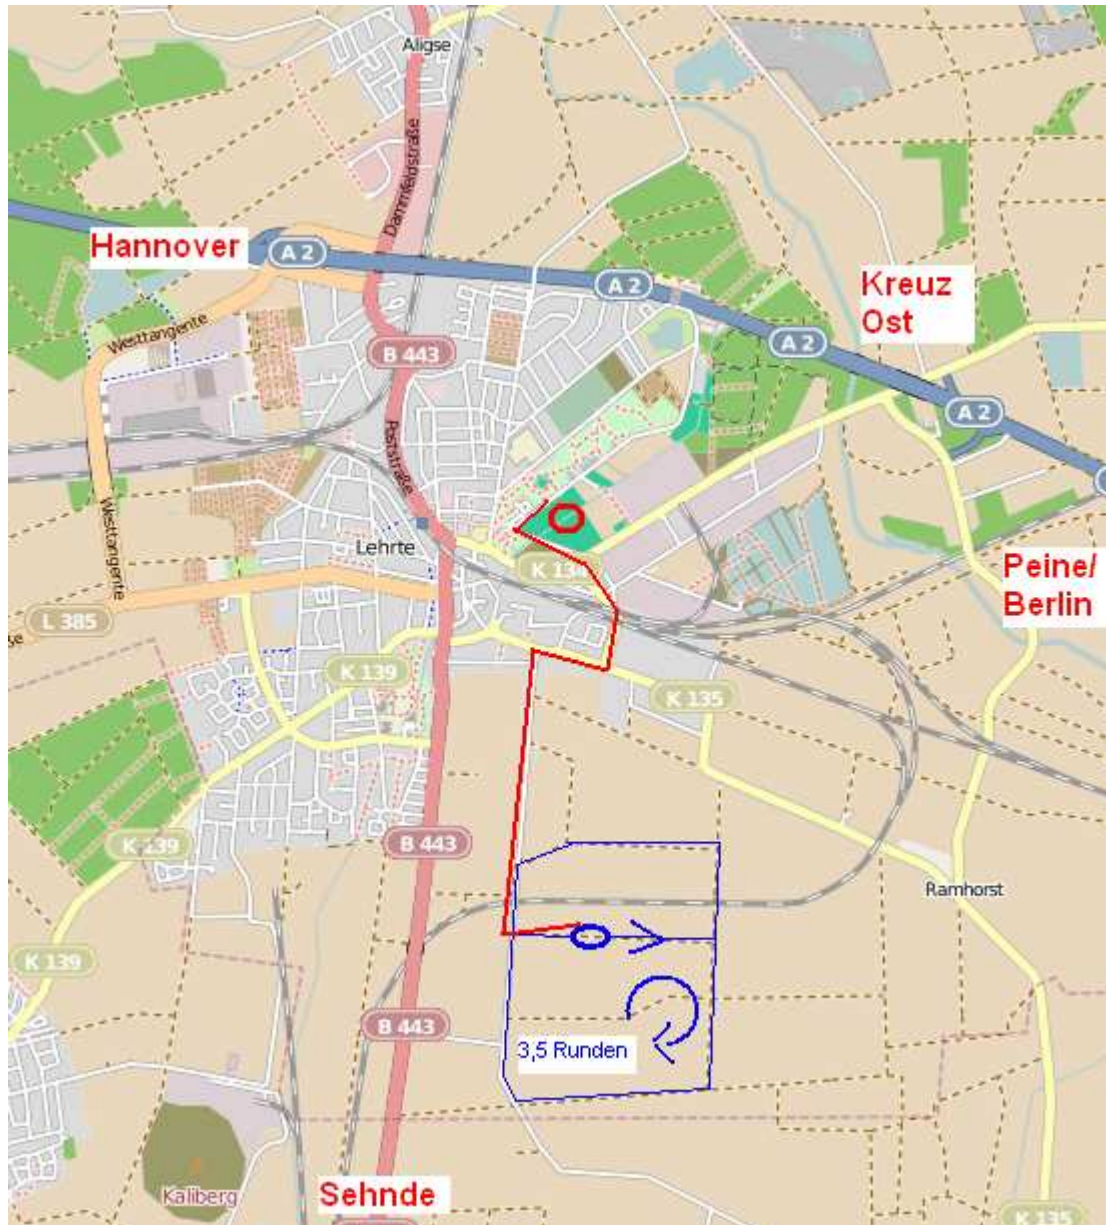 Aligse
Dammfeldstraße
Hannover
A 2
A 2
Kreuz
Ost
Westtangente
B 443
A 2
A 2
Poststraße
Westtangente
Lehrte
K 134
Peine/
Berlin
L 385
K 139
K 135
K 139
B 443
Ramhorst
K 139
B 443
3,5 Runden
Kaliberg
Sehnde
K 135